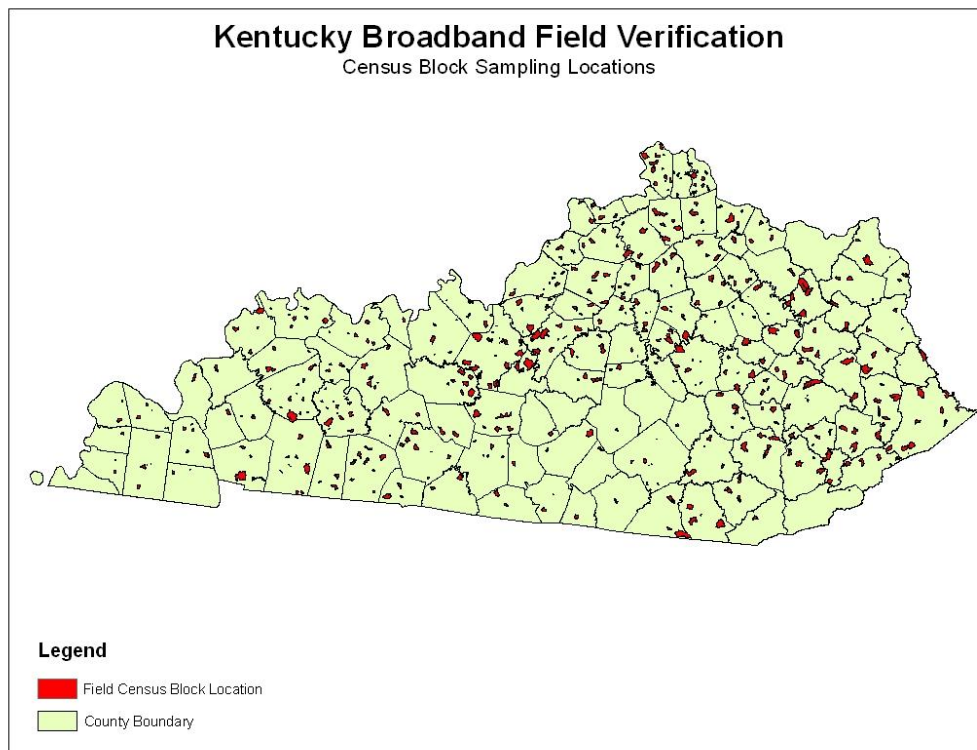 Kentucky Broadband Field Verification
Census Block Sampling Locations
Legend
Field Census Block Location
County Boundary